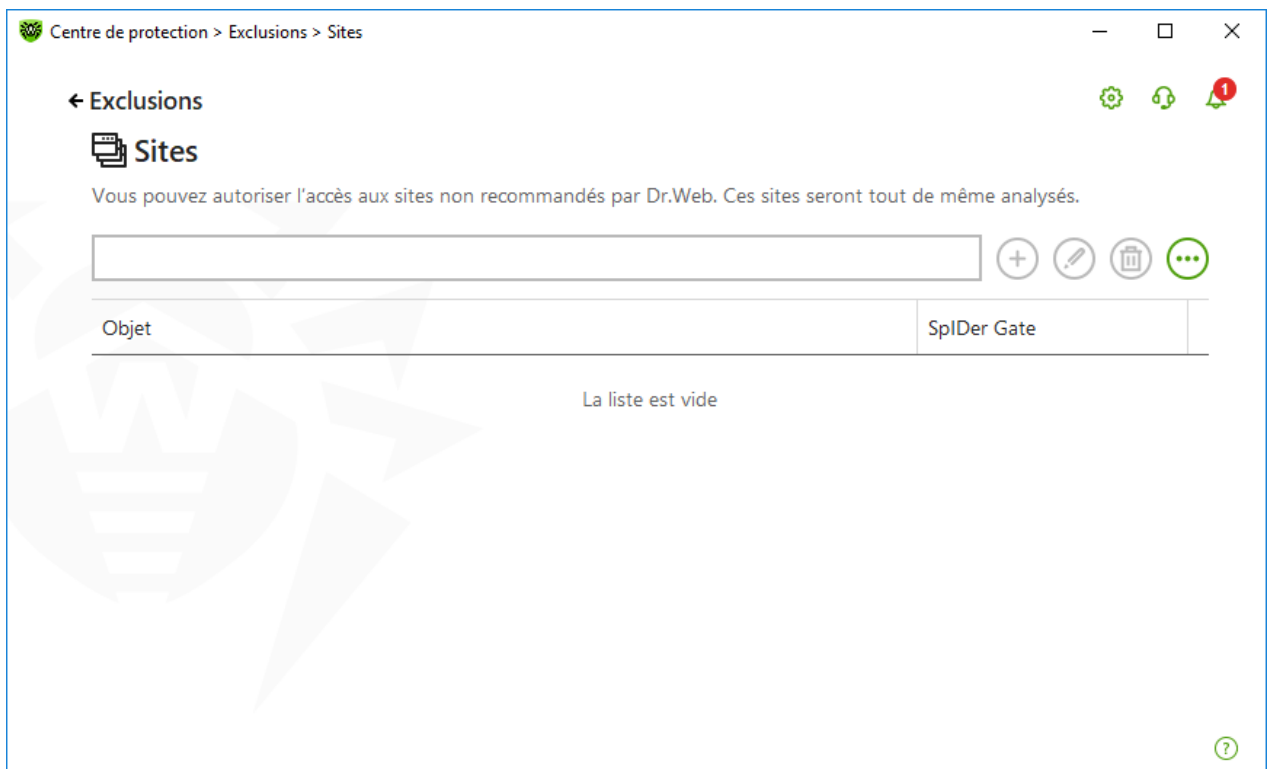 Centre de protection > Exclusions > Sites
Exclusions
1
Sites
Vous pouvez autoriser l'accès aux sites non recommandés par Dr.Web. Ces sites seront tout de même analysés.
Objet
SpIDer Gate
La liste est vide
?